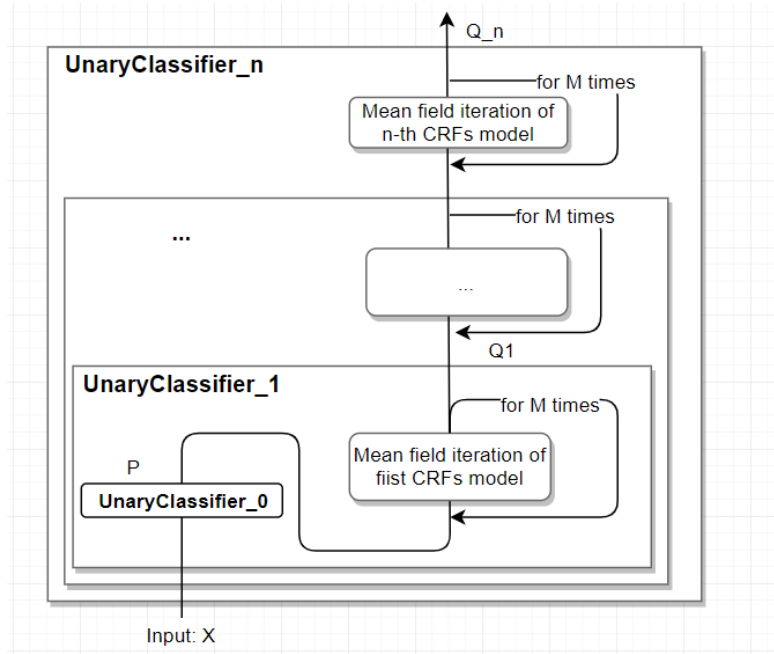 Q_n
UnaryClassifier_n
for M times
Mean field iteration of
n-th CRFs model
for M times
...
...
Q1
UnaryClassifier_1
for M times
Mean field iteration of
fiist CRFs model
P
UnaryClassifier_0
Input: X